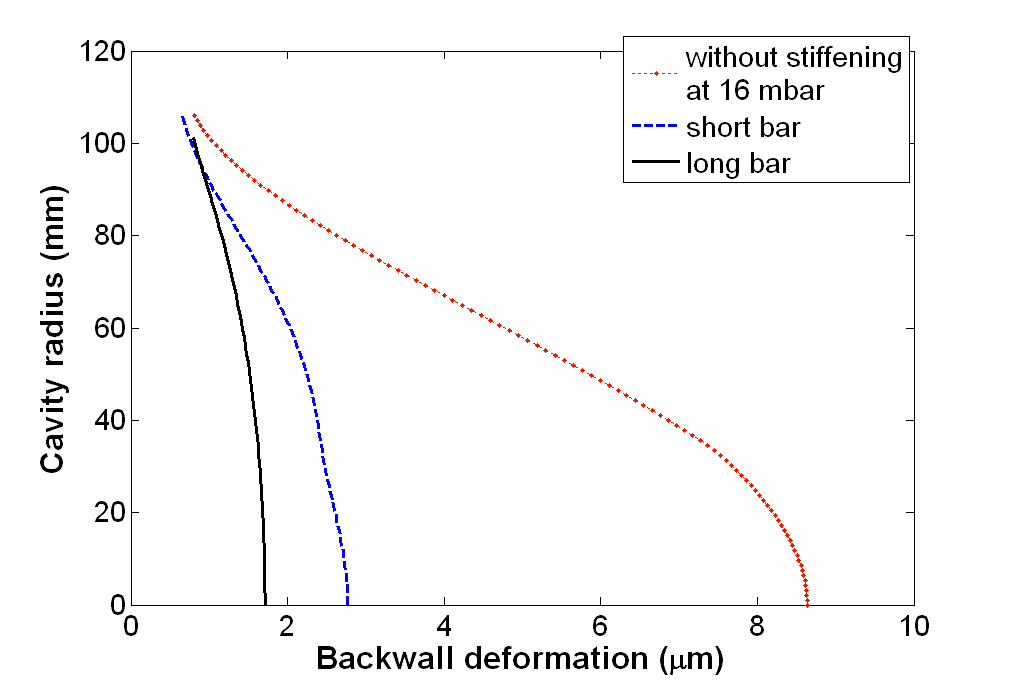 120
100
80
60
40
20
0
Cavity radius (mm)
without stiffening
at 16 mbar
short bar
long bar
0 2 4 6 8 10
Backwall deformation (μm)